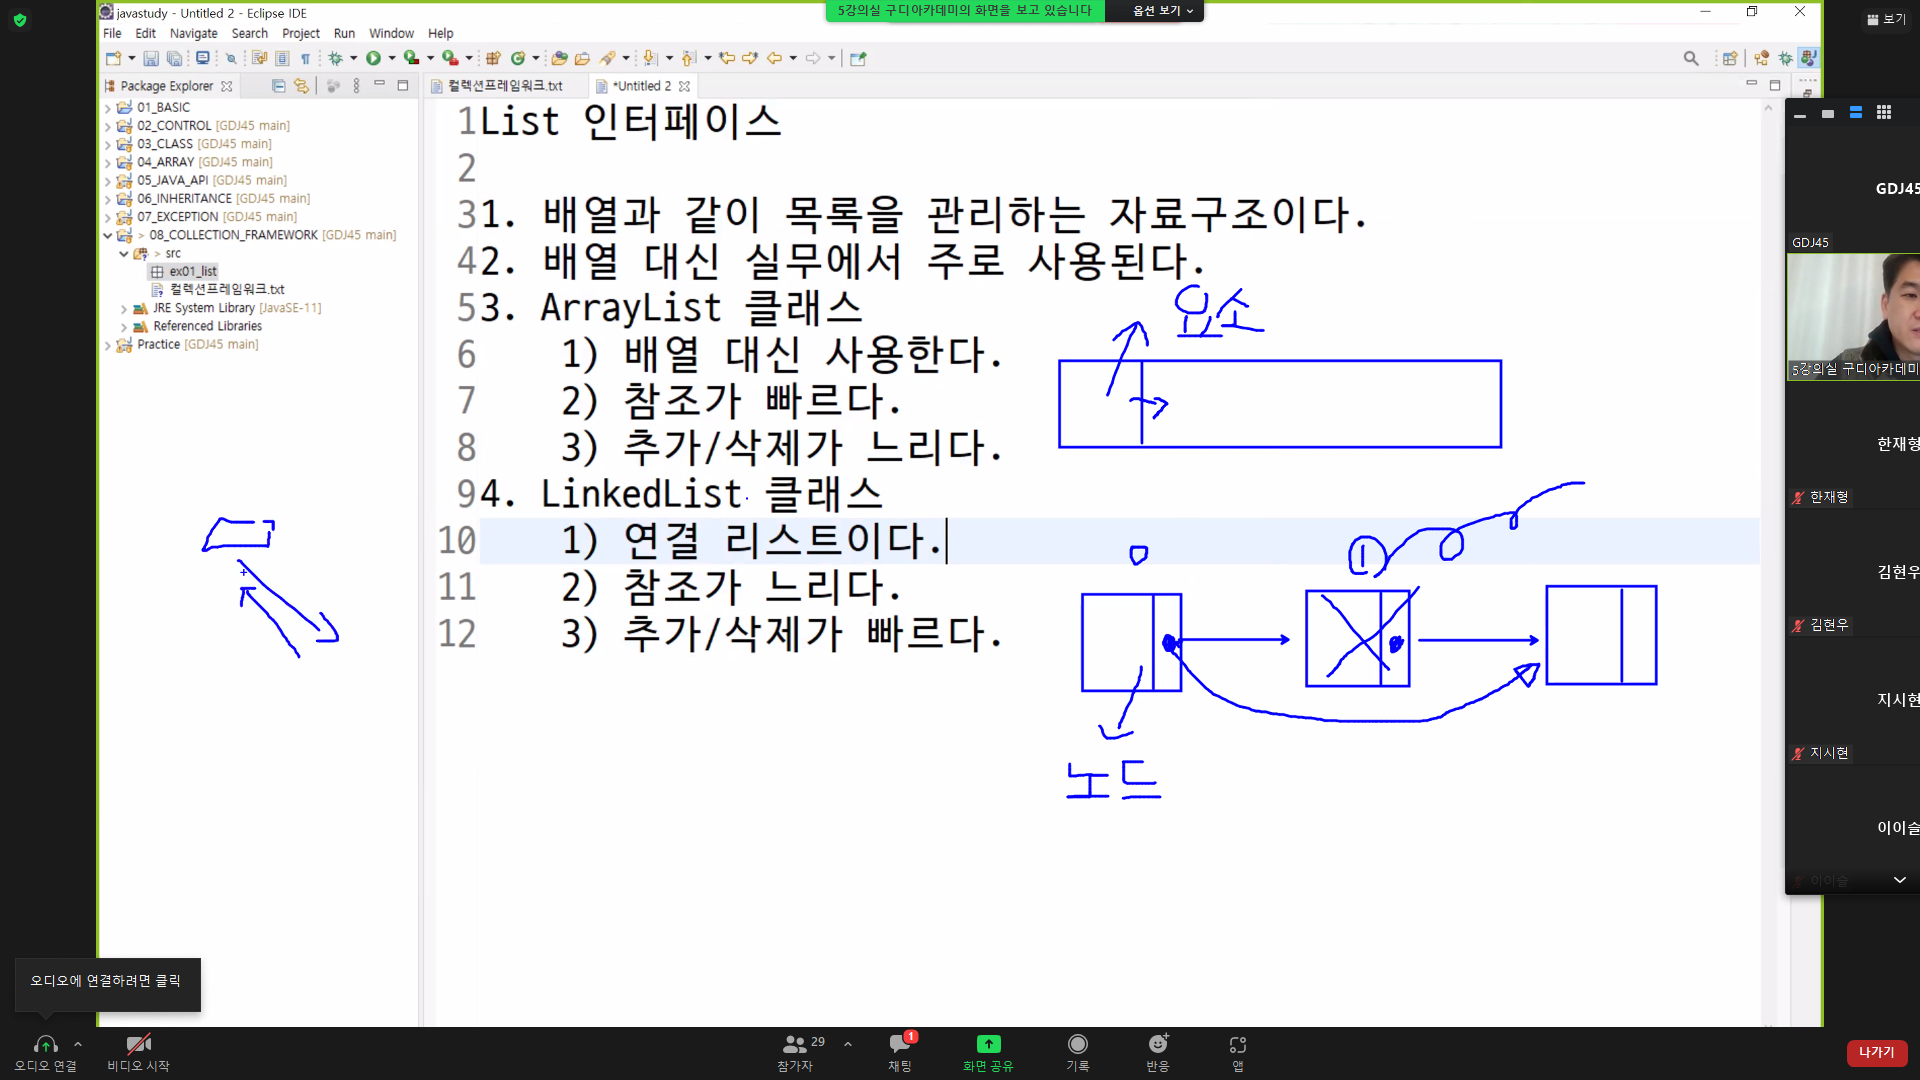 5강의실 구디아카데미의 화면을 보고 있습니다
옵션 보기
보기
javastudy - Untitled 2 - Eclipse IDE
File Edit Navigate Search Project Run Window Help
Package Explorer
01_BASIC
02_CONTROL [GDJ45 main]
03_CLASS [GDJ45 main]
04_ARRAY [GDJ45 main]
05_JAVA_API [GDJ45 main]
06_INHERITANCE [GDJ45 main]
07_EXCEPTION [GDJ45 main]
> 08_COLLECTION_FRAMEWORK [GDJ45 main]
> src
ex01_list
컬렉션프레임워크.txt
JRE System Library [JavaSE-11]
Referenced Libraries
Practice [GDJ45 main]
컬렉션프레임워크.txt
*Untitled 2
1 List 인터페이스
2
3 1. 배열과 같이 목록을 관리하는 자료구조이다.
4 2. 배열 대신 실무에서 주로 사용된다.
5 3. ArrayList 클래스
6 1) 배열 대신 사용한다.
7 2) 참조가 빠르다.
8 3) 추가/삭제가 느리다.
9 4. LinkedList 클래스
10 1) 연결 리스트이다.
11 2) 참조가 느리다.
12 3) 추가/삭제가 빠르다.
0
①
노드
GDJ45
GDJ45
5강의실 구디아카데미
한재형
한재형
김현우
김현우
지시현
지시현
이이슬
이이슬
오디오에 연결하려면 클릭
오디오 연결
비디오 시작
29
참가자
1
채팅
화면 공유
기록
반응
앱
나가기